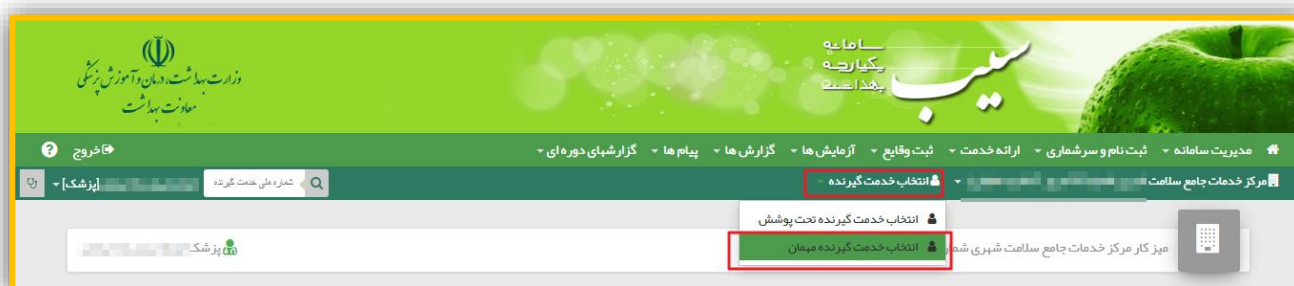 وزارت بهداشت، درمان و آموزش پزشکی
معاونت بهداشت
سامانه
یکپارچه
بهداشت
سیب
مدیریت سامانه ثبت نام و سرشماری ارائه خدمت ثبت وقایع آزمایش ها گزارش ها پیام ها گزارشهای دوره ای خروج ?
مرکز خدمات جامع سلامت انتخاب خدمت گیرنده شماره ملی خدمت گیرنده [پزشک]
انتخاب خدمت گیرنده تحت پوشش
انتخاب خدمت گیرنده میهمان
میز کار مرکز خدمات جامع سلامت شهری پزشک